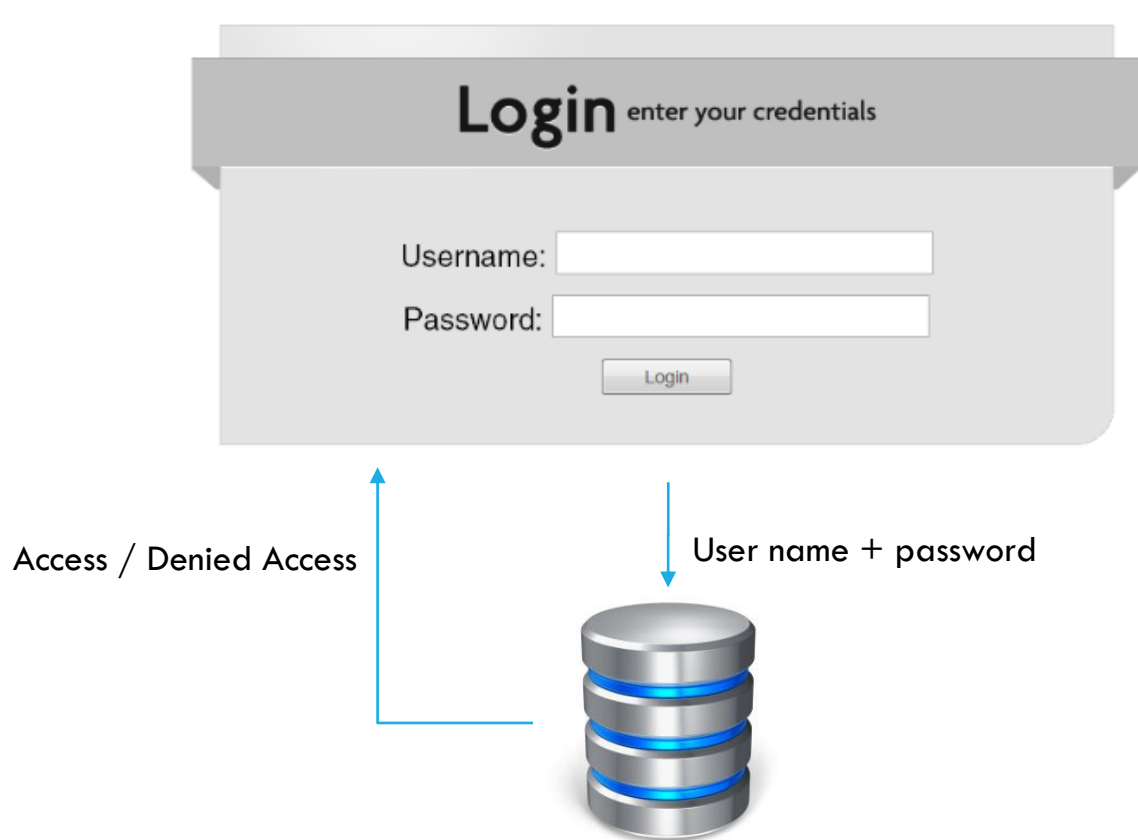 Login enter your credentials
Username:
Password:
Login
Access / Denied Access
User name + password